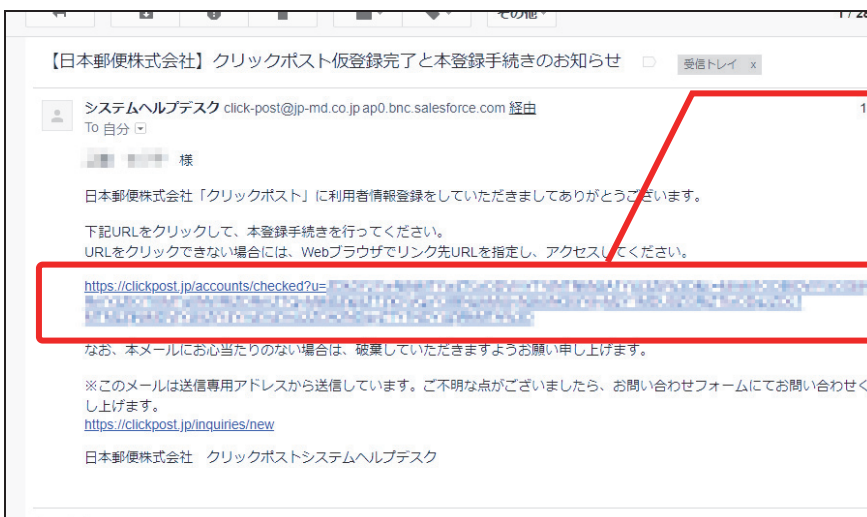 その他
1 / 28
【日本郵便株式会社】クリックポスト仮登録完了と本登録手続きのお知らせ
受信トレイ x
システムヘルプデスク click-post@jp-md.co.jp ap0.bnc.salesforce.com 経由
1
To 自分
様
日本郵便株式会社「クリックポスト」に利用者情報登録をしていただきましてありがとうございます。
下記URLをクリックして、本登録手続きを行ってください。
URLをクリックできない場合には、Webブラウザでリンク先URLを指定し、アクセスしてください。
https://clickpost.jp/accounts/checked?u=
なお、本メールにお心当たりのない場合は、破棄していただきますようお願い申し上げます。
※このメールは送信専用アドレスから送信しています。ご不明な点がございましたら、お問い合わせフォームにてお問い合わせく
し上げます。
https://clickpost.jp/inquiries/new
日本郵便株式会社　クリックポストシステムヘルプデスク